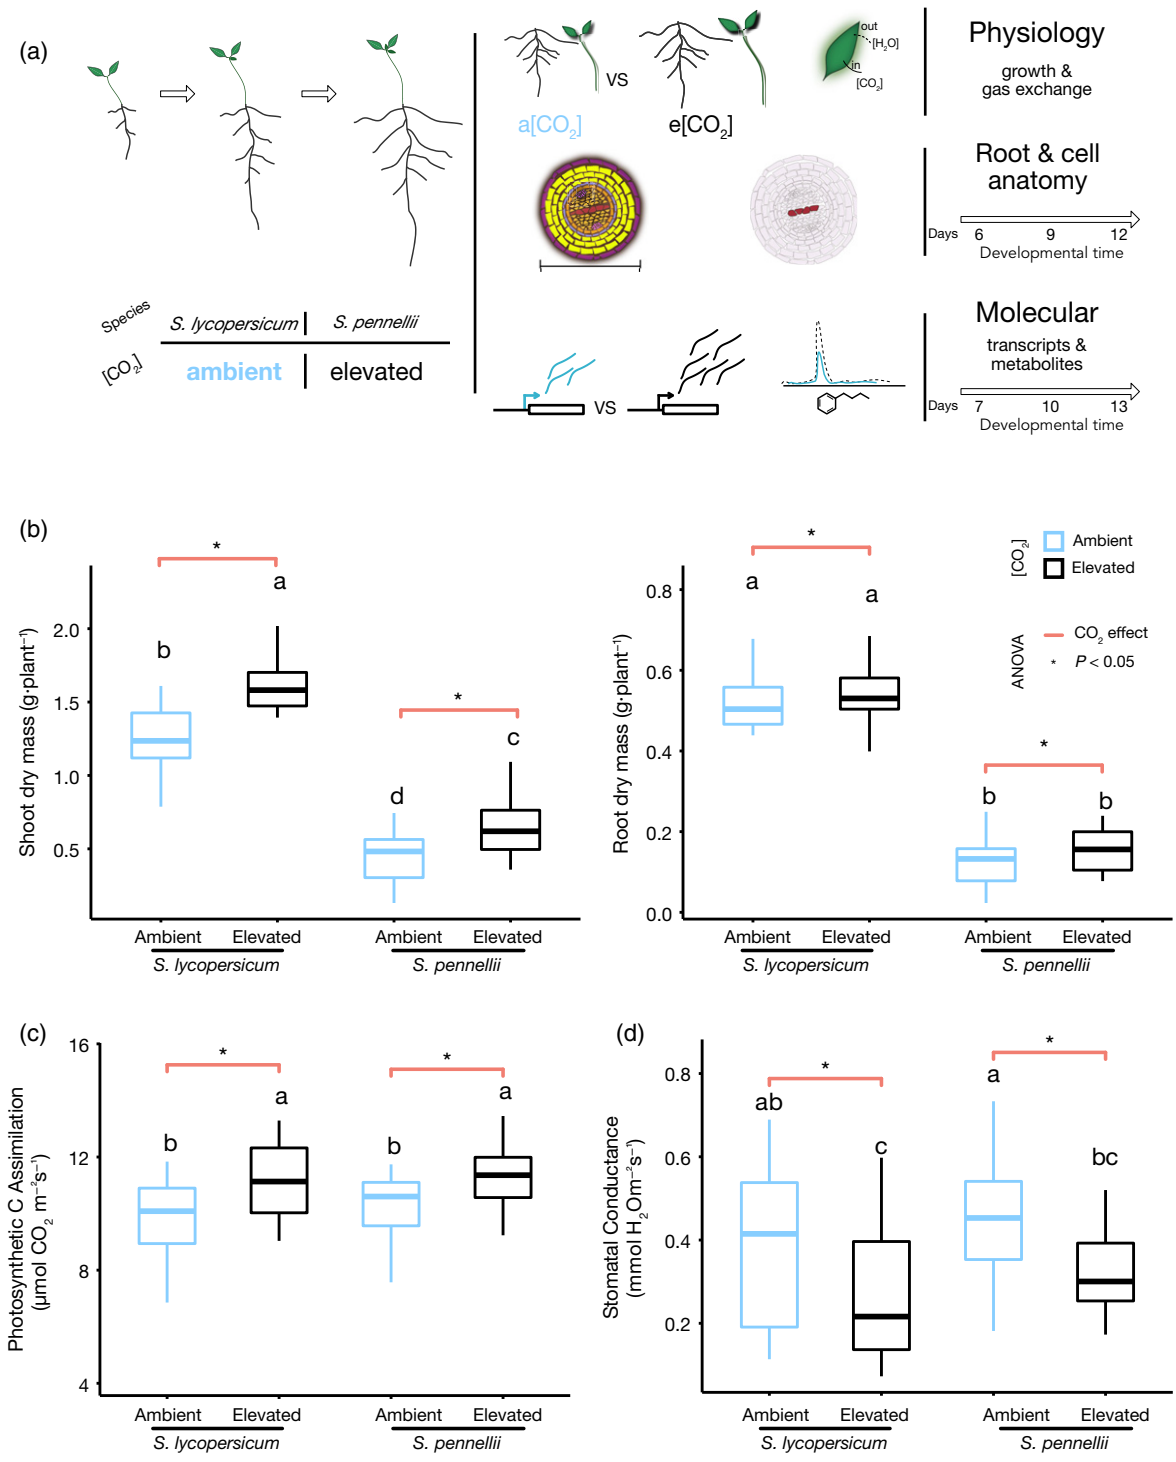 (a)
out
[H2O]
in
[CO2]
VS
a[CO2]
e[CO2]
Physiology
growth &
gas exchange
Root & cell
anatomy
Days 6 9 12
Developmental time
Species
S. lycopersicum
S. pennellii
[CO2]
ambient
elevated
VS
Molecular
transcripts &
metabolites
Days 7 10 13
Developmental time
(b)
Shoot dry mass (g·plant⁻¹)
2.0
1.5
1.0
0.5
*
b
a
*
d
c
Ambient Elevated Ambient Elevated
S. lycopersicum S. pennellii
Root dry mass (g·plant⁻¹)
0.8
0.6
0.4
0.2
0.0
*
a
a
*
b
b
Ambient Elevated Ambient Elevated
S. lycopersicum S. pennellii
[CO2]
Ambient
Elevated
ANOVA
CO2 effect
* P < 0.05
(c)
Photosynthetic C Assimilation
(µmol CO2 m⁻²s⁻¹)
16
12
8
4
*
b
a
*
b
a
Ambient Elevated Ambient Elevated
S. lycopersicum S. pennellii
(d)
Stomatal Conductance
(mmol H2Om⁻²s⁻¹)
0.8
0.6
0.4
0.2
*
ab
c
*
a
bc
Ambient Elevated Ambient Elevated
S. lycopersicum S. pennellii